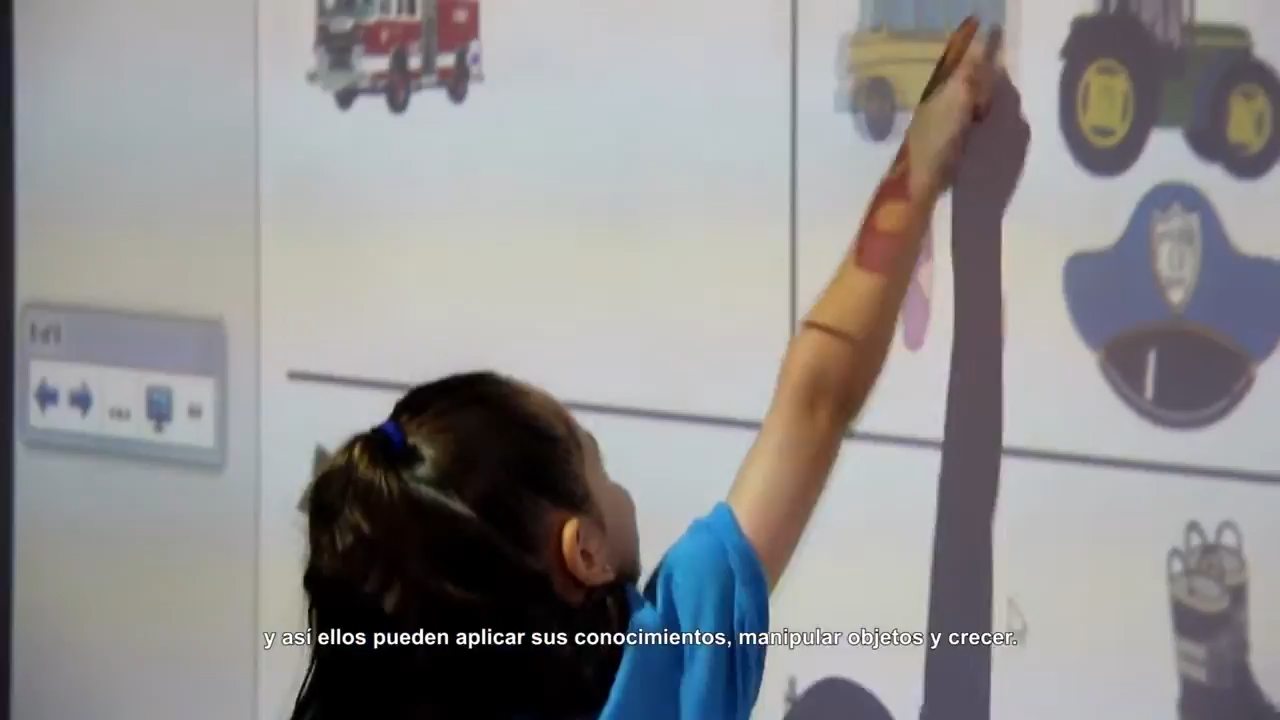 y así ellos pueden aplicar sus conocimientos, manipular objetos y crecer.